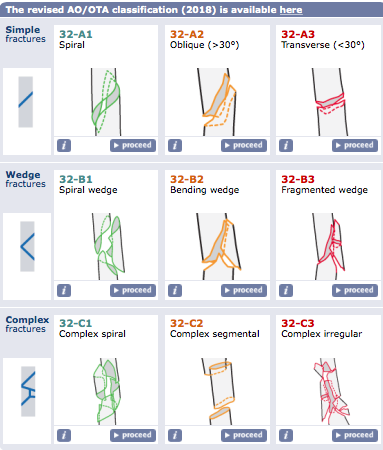 The revised AO/OTA classification (2018) is available here
Simple
fractures
32-A1
Spiral
32-A2
Oblique (>30°)
32-A3
Transverse (<30°)
i
proceed
i
proceed
i
proceed
Wedge
fractures
32-B1
Spiral wedge
32-B2
Bending wedge
32-B3
Fragmented wedge
i
proceed
i
proceed
i
proceed
Complex
fractures
32-C1
Complex spiral
32-C2
Complex segmental
32-C3
Complex irregular
i
proceed
i
proceed
i
proceed